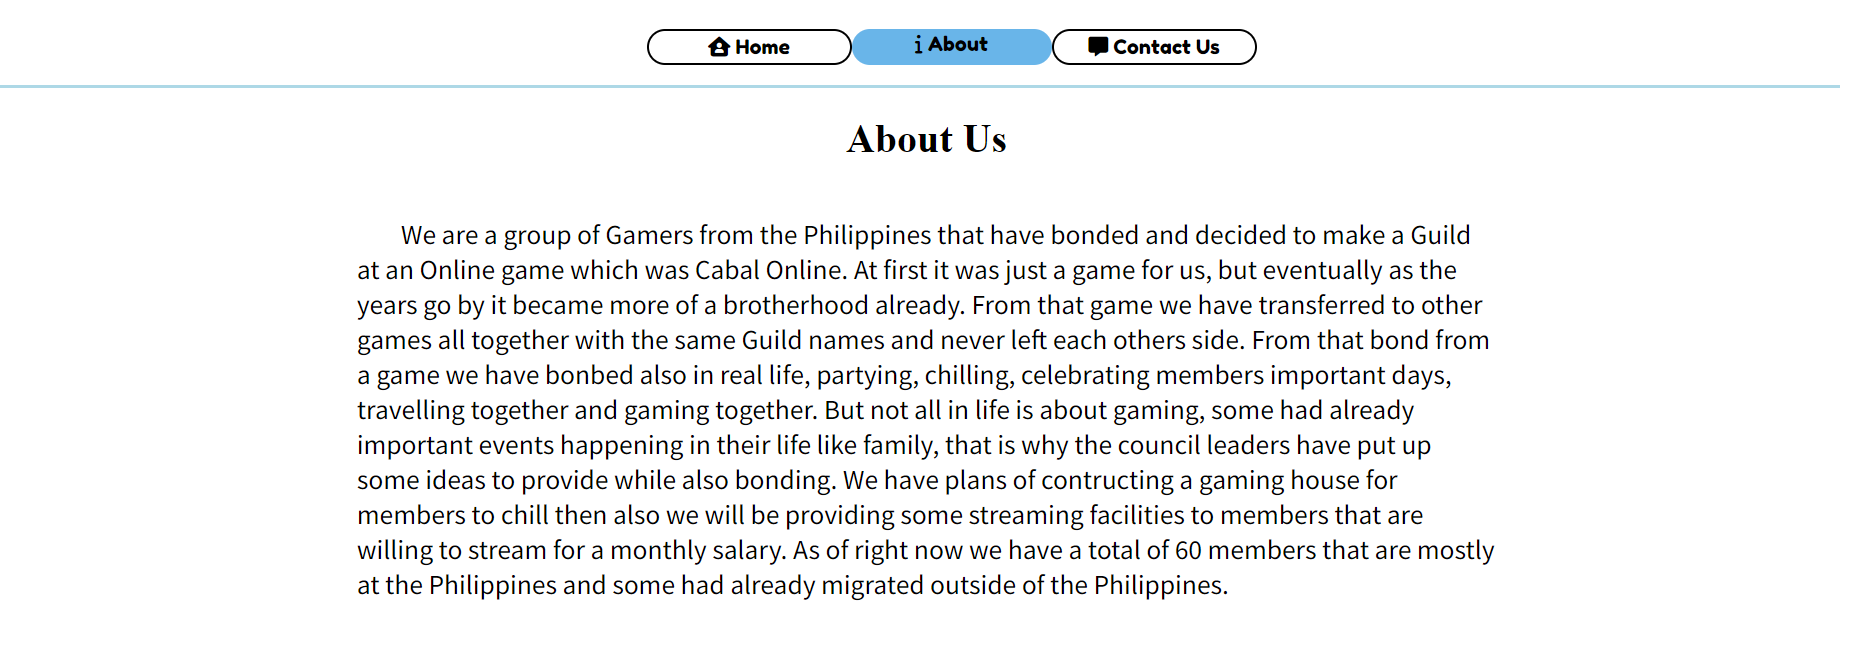 Home
About
Contact Us
About Us
We are a group of Gamers from the Philippines that have bonded and decided to make a Guild
at an Online game which was Cabal Online. At first it was just a game for us, but eventually as the
years go by it became more of a brotherhood already. From that game we have transferred to other
games all together with the same Guild names and never left each others side. From that bond from
a game we have bonbed also in real life, partying, chilling, celebrating members important days,
travelling together and gaming together. But not all in life is about gaming, some had already
important events happening in their life like family, that is why the council leaders have put up
some ideas to provide while also bonding. We have plans of contructing a gaming house for
members to chill then also we will be providing some streaming facilities to members that are
willing to stream for a monthly salary. As of right now we have a total of 60 members that are mostly
at the Philippines and some had already migrated outside of the Philippines.